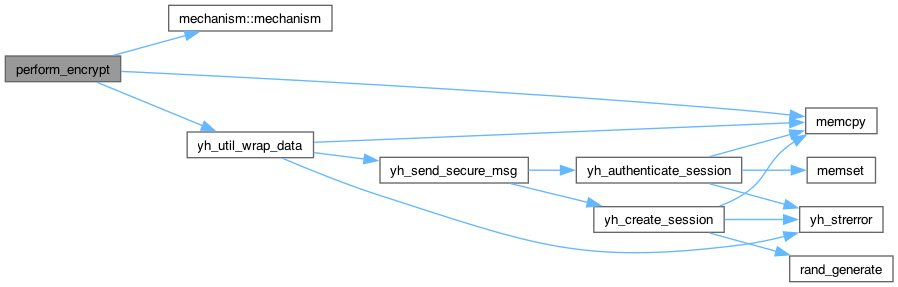 mechanism::mechanism
perform_encrypt
memcpy
yh_util_wrap_data
yh_send_secure_msg
yh_authenticate_session
memset
yh_create_session
yh_strerror
rand_generate